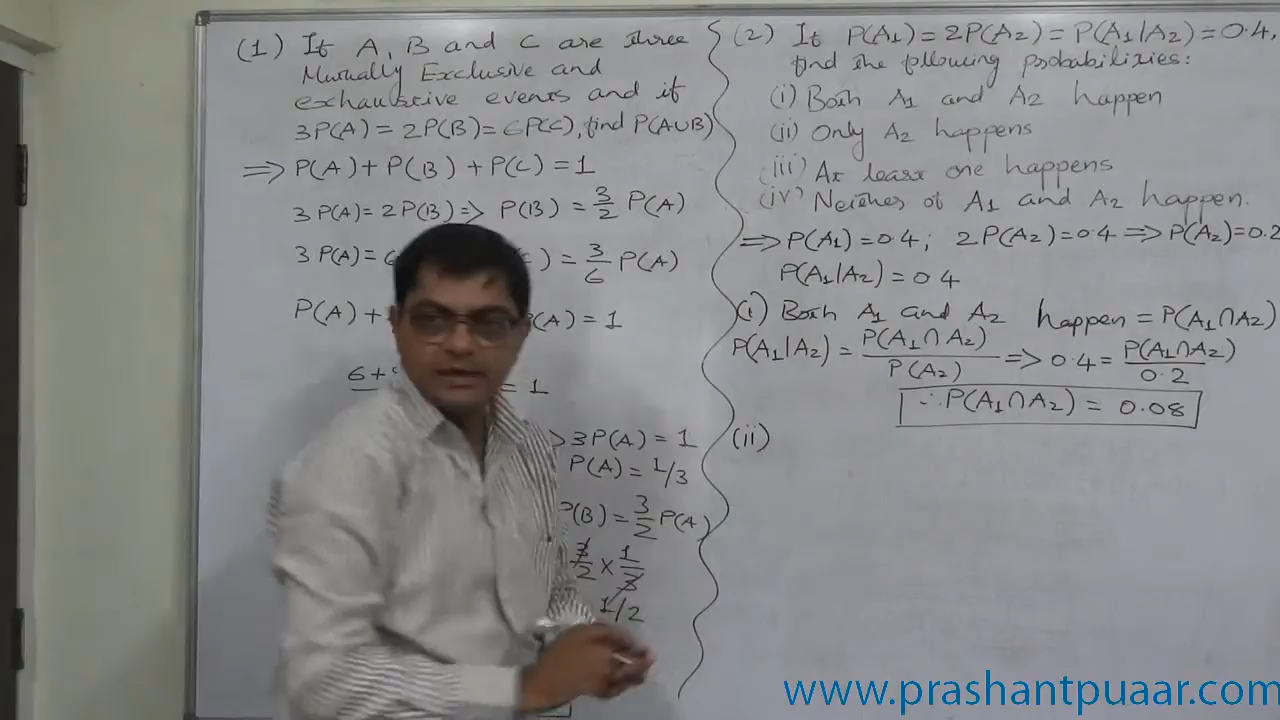 (1) If A, B and C are three
Mutually Exclusive and
exhaustive events and if
3P(A) = 2P(B) = 6P(C), find P(A∪B)
=> P(A) + P(B) + P(C) = 1
3P(A) = 2P(B) => P(B) = 3/2 P(A)
3P(A) = 6 ) = 3/6 P(A)
P(A) + (A) = 1
6+ = 1
> 3P(A) = 1
P(A) = 1/3
P(B) = 3/2 P(A)
3/2 × 1/3
1/2
(2) If P(A1) = 2P(A2) = P(A1|A2) = 0.4,
find the following probabilities:
(i) Both A1 and A2 happen
(ii) Only A2 happens
(iii) At least one happens
(iv) Neither of A1 and A2 happen.
=> P(A1) = 0.4; 2P(A2) = 0.4 => P(A2) = 0.2
P(A1|A2) = 0.4
(i) Both A1 and A2 happen = P(A1∩A2)
P(A1|A2) = P(A1∩A2)/P(A2) => 0.4 = P(A1∩A2)/0.2
∴ P(A1∩A2) = 0.08
(ii)
www.prashantpuaar.com